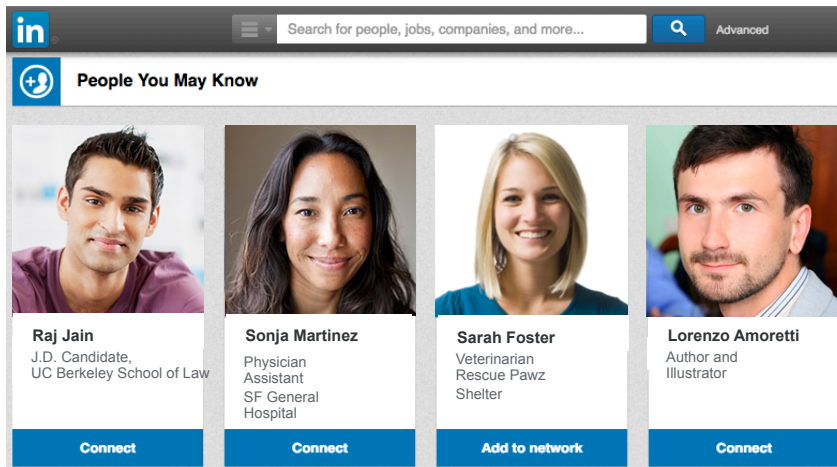 in
Search for people, jobs, companies, and more...
Advanced
People You May Know
Raj Jain
J.D. Candidate,
UC Berkeley School of Law
Connect
Sonja Martinez
Physician
Assistant
SF General
Hospital
Connect
Sarah Foster
Veterinarian
Rescue Pawz
Shelter
Add to network
Lorenzo Amoretti
Author and
Illustrator
Connect